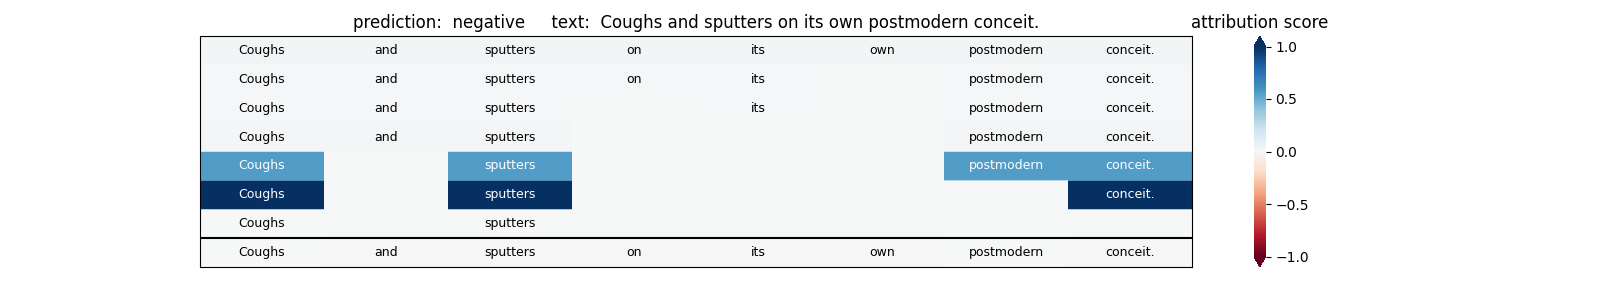 prediction:  negative     text:  Coughs and sputters on its own postmodern conceit.     attribution score
Coughs and sputters on its own postmodern conceit.
Coughs and sputters on its postmodern conceit.
Coughs and sputters its postmodern conceit.
Coughs and sputters postmodern conceit.
Coughs sputters postmodern conceit.
Coughs sputters conceit.
Coughs sputters
Coughs and sputters on its own postmodern conceit.
1.0
0.5
0.0
−0.5
−1.0